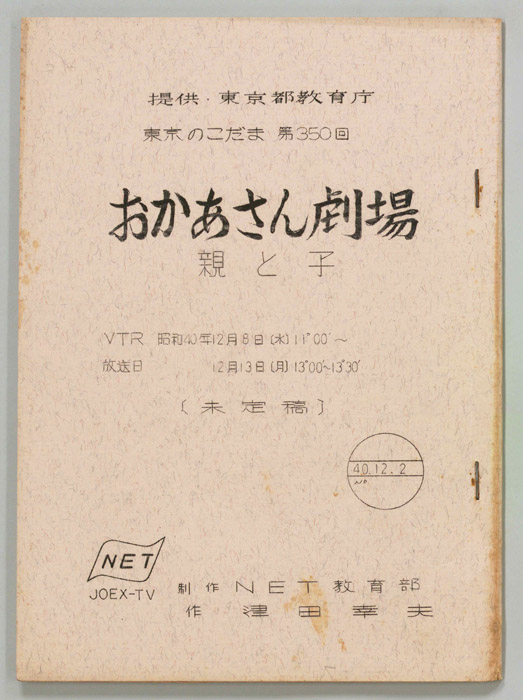 提供・東京都教育庁
東京のこだま 第350回
おかあさん劇場
親と子
VTR 昭和40年12月8日(水)11°00′～
放送日 12月13日(月)13°00′～13°30′
〔未定稿〕
40.12.2
No
NET
JOEX-TV
制作 NET教育部
作 津田幸夫